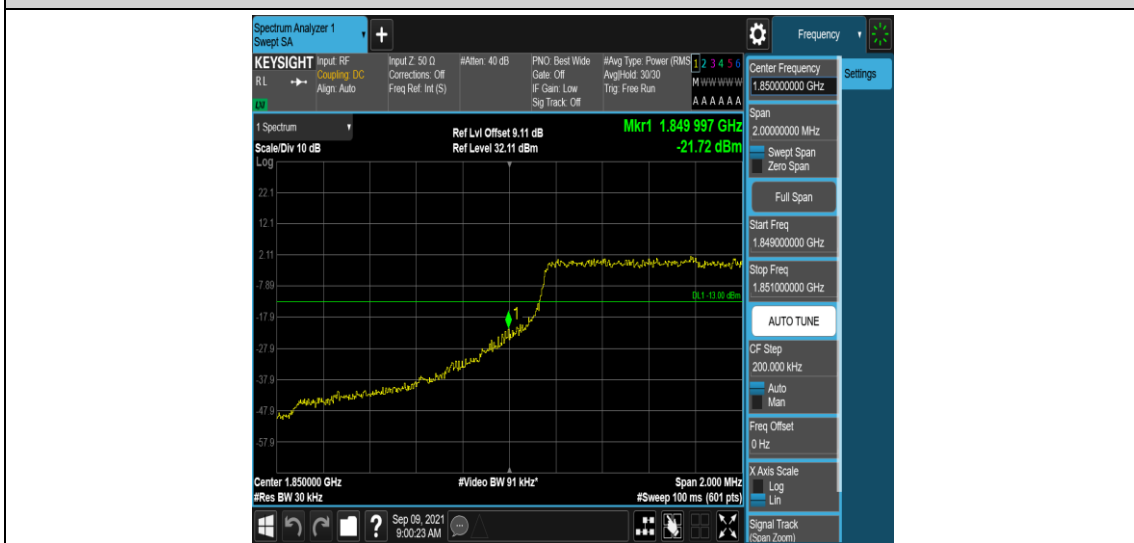 Spectrum Analyzer 1
Swept SA
+
Frequency
KEYSIGHT
RL
Input: RF
Coupling: DC
Align: Auto
Input Z: 50 Ω
Corrections: Off
Freq Ref: Int (S)
#Atten: 40 dB
PNO: Best Wide
Gate: Off
IF Gain: Low
Sig Track: Off
#Avg Type: Power (RMS
Avg|Hold: 30/30
Trig: Free Run
1 2 3 4 5 6
M W W W W W
A A A A A A
Center Frequency
1.850000000 GHz
Settings
1 Spectrum
Scale/Div 10 dB
Log
Ref Lvl Offset 9.11 dB
Ref Level 32.11 dBm
Mkr1 1.849 997 GHz
-21.72 dBm
22.1
12.1
2.11
-7.89
-17.9
-27.9
-37.9
-47.9
-57.9
DL1 -13.00 dBm
1
Center 1.850000 GHz
#Res BW 30 kHz
#Video BW 91 kHz*
Span 2.000 MHz
#Sweep 100 ms (601 pts)
Span
2.00000000 MHz
Swept Span
Zero Span
Full Span
Start Freq
1.849000000 GHz
Stop Freq
1.851000000 GHz
AUTO TUNE
CF Step
200.000 kHz
Auto
Man
Freq Offset
0 Hz
X Axis Scale
Log
Lin
Signal Track
(Span Zoom)
?
Sep 09, 2021
9:00:23 AM